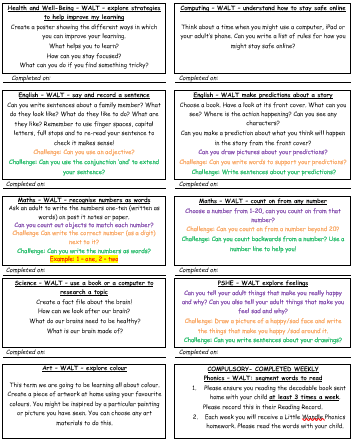 Health and Well-Being – WALT – explore strategies
to help improve my learning
Create a poster showing the different ways in which
you can improve your learning.
What helps you to learn?
How can you stay focused?
What can you do if you find something tricky?
Completed on:
Computing – WALT – understand how to stay safe online
Think about a time when you might use a computer, iPad or
your adult's phone. Can you write a list of rules for how you
might stay safe online?
Completed on:
English – WALT – say and record a sentence
Can you write sentences about a family member? What
do they look like? What do they like to do? What are
they like? Remember to use finger spaces, capital
letters, full stops and to re-read your sentence to
check it makes sense!
Challenge: Can you use an adjective?
Challenge: Can you use the conjunction 'and' to extend
your sentence?
Completed on:
English – WALT make predictions about a story
Choose a book. Have a look at its front cover. What can you
see? Where is the action happening? Can you see any
characters?
Can you make a prediction about what you think will happen
in the story from the front cover?
Can you draw pictures about your predictions?
Challenge: Can you write words to support your predictions?
Challenge: Write sentences about your predictions?
Completed on:
Maths – WALT – recognise numbers as words
Ask an adult to write the numbers one-ten (written as
words) on post it notes or paper.
Can you count out objects to match each number?
Challenge Can you write the correct number (as a digit)
next to it?
Challenge: Can you write the numbers as words?
Example: 1 – one, 2 – two
Completed on:
Maths – WALT – count on from any number
Choose a number from 1-20, can you count on from that
number?
Challenge: Can you count on from a number beyond 20?
Challenge: Can you count backwards from a number? Use a
number line to help you!
Completed on:
Science – WALT – use a book or a computer to
research a topic
Create a fact file about the brain!
How can we look after our brain?
What do our brains need to be healthy?
What is our brain made of?
Completed on:
PSHE – WALT explore feelings
Can you tell your adult things that make you really happy
and why? Can you also tell your adult things that make you
feel sad and why?
Challenge: Draw a picture of a happy/sad face and write
the things that make you happy /sad around it.
Challenge: Can you write sentences about your drawings?
Completed on:
Art – WALT – explore colour
This term we are going to be learning all about colour.
Create a piece of artwork at home using your favourite
colours. You might be inspired by a particular painting
or picture you have seen. You can choose any art
materials to do this.
COMPULSORY- COMPLETED WEEKLY
Phonics – WALT: segment words to read
1. Please ensure you reading the decodable book sent
home with your child at least 3 times a week.
Please record this in their Reading Record.
2. Each week you will receive a Little Wandle Phonics
homework. Please read the words with your child.